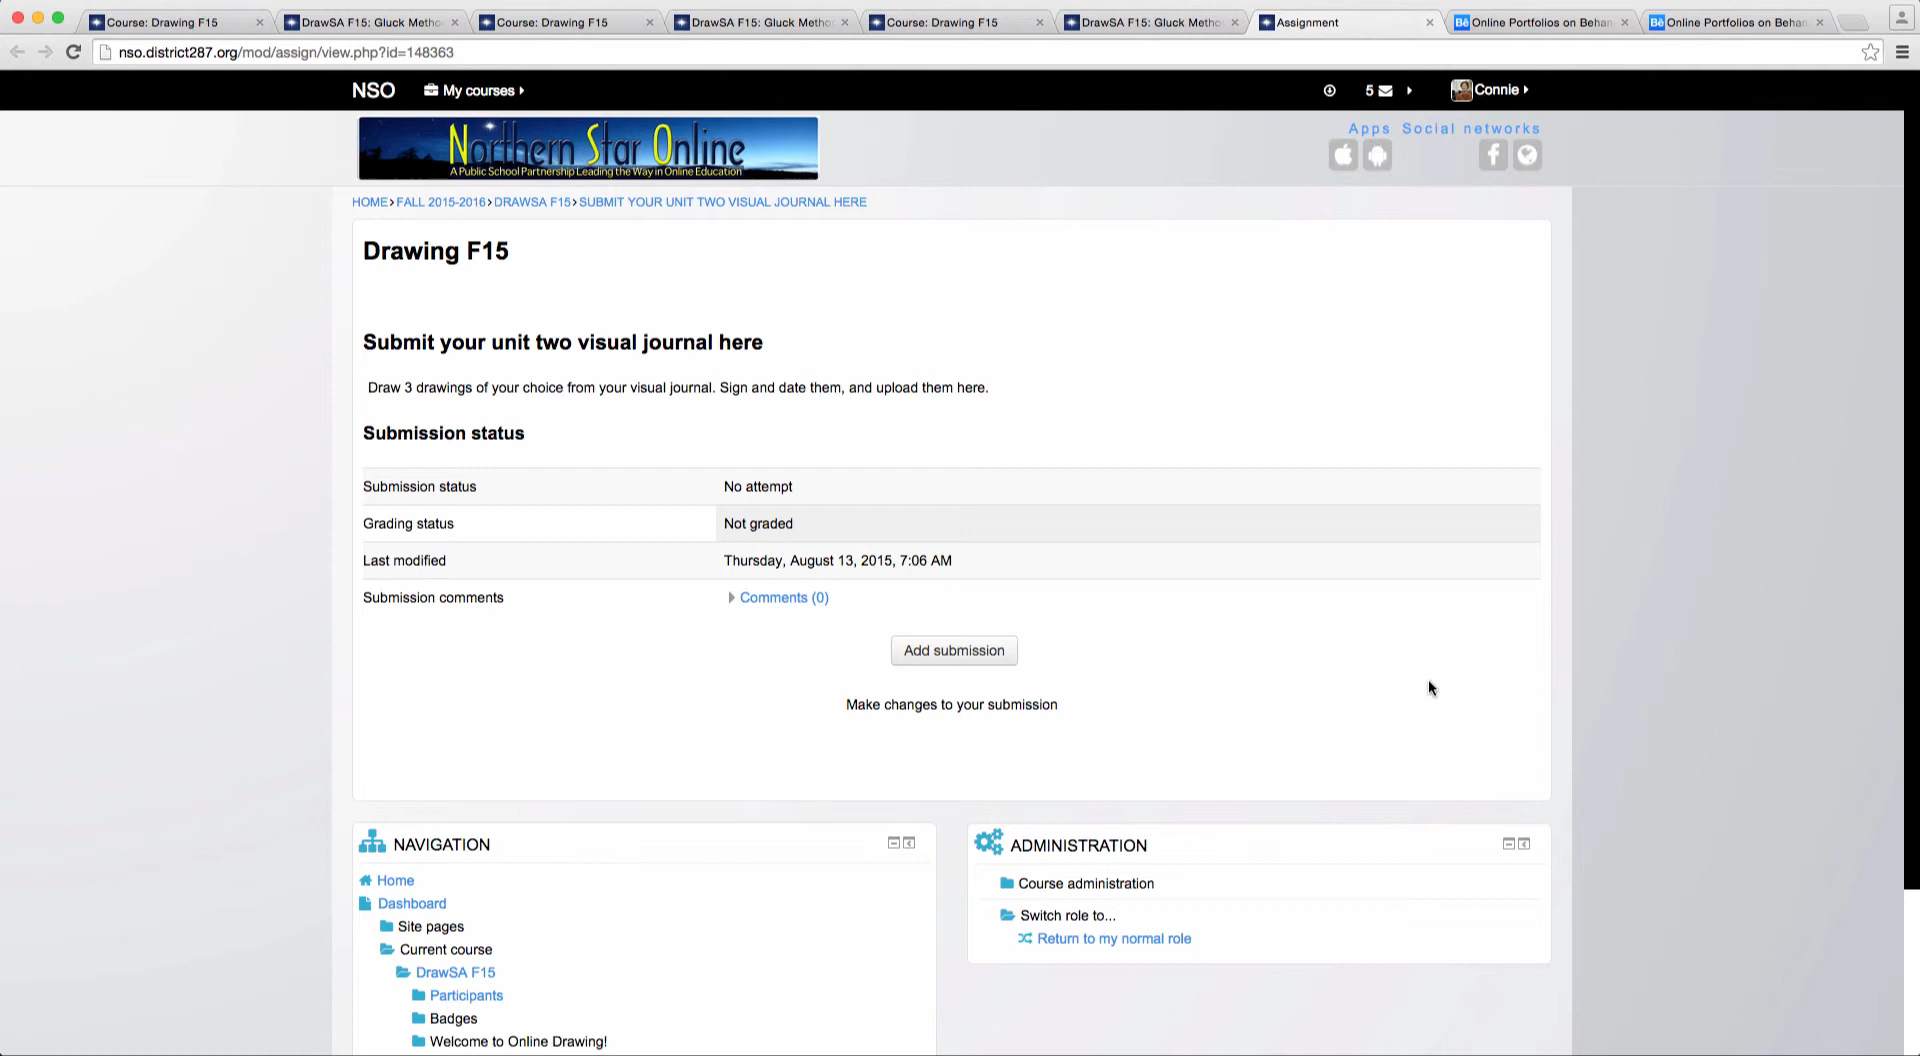 Course: Drawing F15
DrawSA F15: Gluck Metho
Course: Drawing F15
DrawSA F15: Gluck Metho
Course: Drawing F15
DrawSA F15: Gluck Metho
Assignment
Bē Online Portfolios on Behan
Bē Online Portfolios on Behan
nso.district287.org/mod/assign/view.php?id=148363
NSO My courses 5 Connie
Northern Star Online
A Public School Partnership Leading the Way in Online Education
Apps Social networks
HOME > FALL 2015-2016 > DRAWSA F15 > SUBMIT YOUR UNIT TWO VISUAL JOURNAL HERE
Drawing F15
Submit your unit two visual journal here
Draw 3 drawings of your choice from your visual journal. Sign and date them, and upload them here.
Submission status
Submission status No attempt
Grading status Not graded
Last modified Thursday, August 13, 2015, 7:06 AM
Submission comments Comments (0)
Add submission
Make changes to your submission
NAVIGATION
Home
Dashboard
Site pages
Current course
DrawSA F15
Participants
Badges
Welcome to Online Drawing!
ADMINISTRATION
Course administration
Switch role to...
Return to my normal role